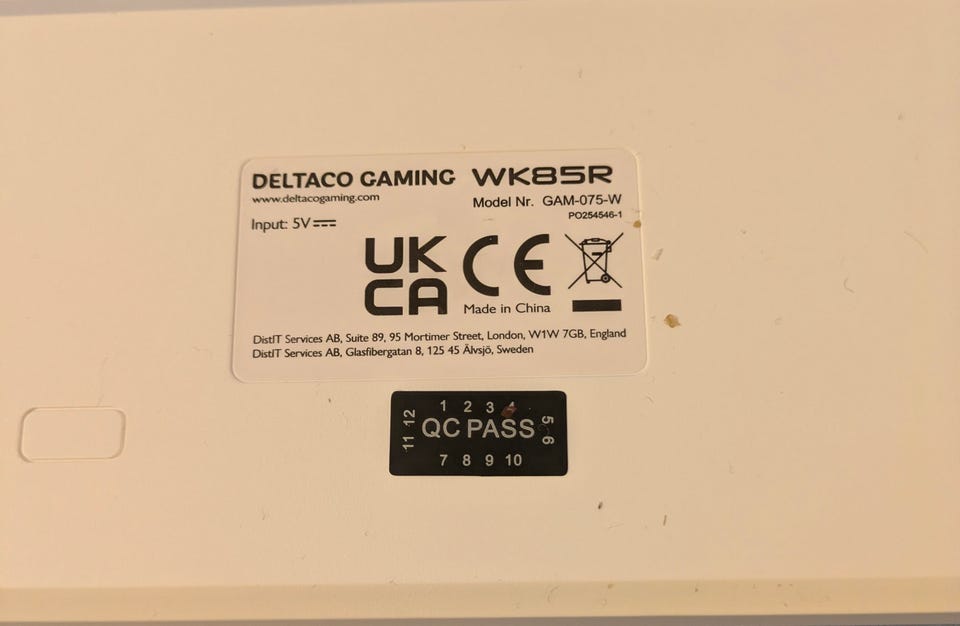 DELTACO GAMING WK85R
www.deltacogaming.com
Model Nr. GAM-075-W
PO254546-1
Input: 5V
UK
CA
CE
Made in China
DistIT Services AB, Suite 89, 95 Mortimer Street, London, W1W 7GB, England
DistIT Services AB, Glasfibergatan 8, 125 45 Älvsjö, Sweden
1 2 3 4
11 12 QC PASS 5 6
7 8 9 10